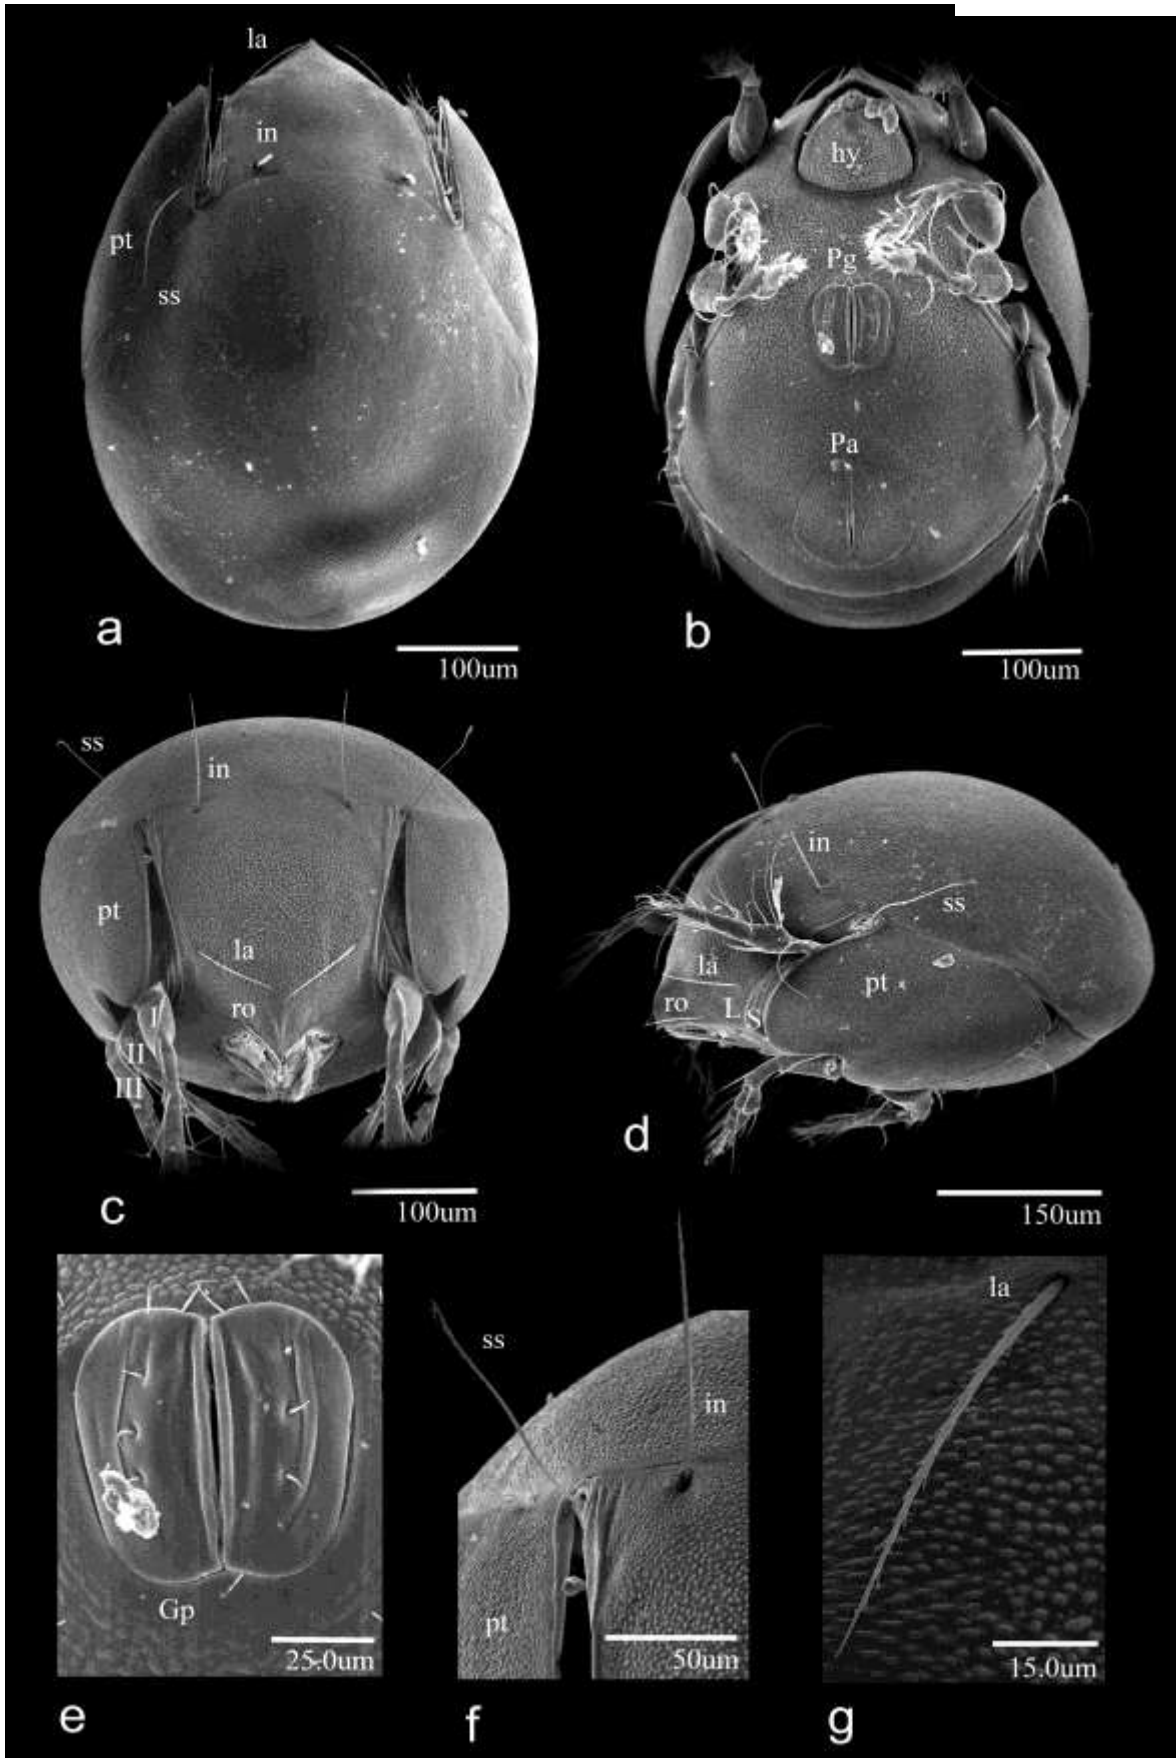 la
in
pt
ss
a
100um
hy
Pg
Pa
b
100um
ss
in
pt
la
ro
I
II
III
c
100um
in
ss
la
pt
ro
L
S
d
150um
Gp
25.0um
e
ss
in
pt
50um
f
la
15.0um
g